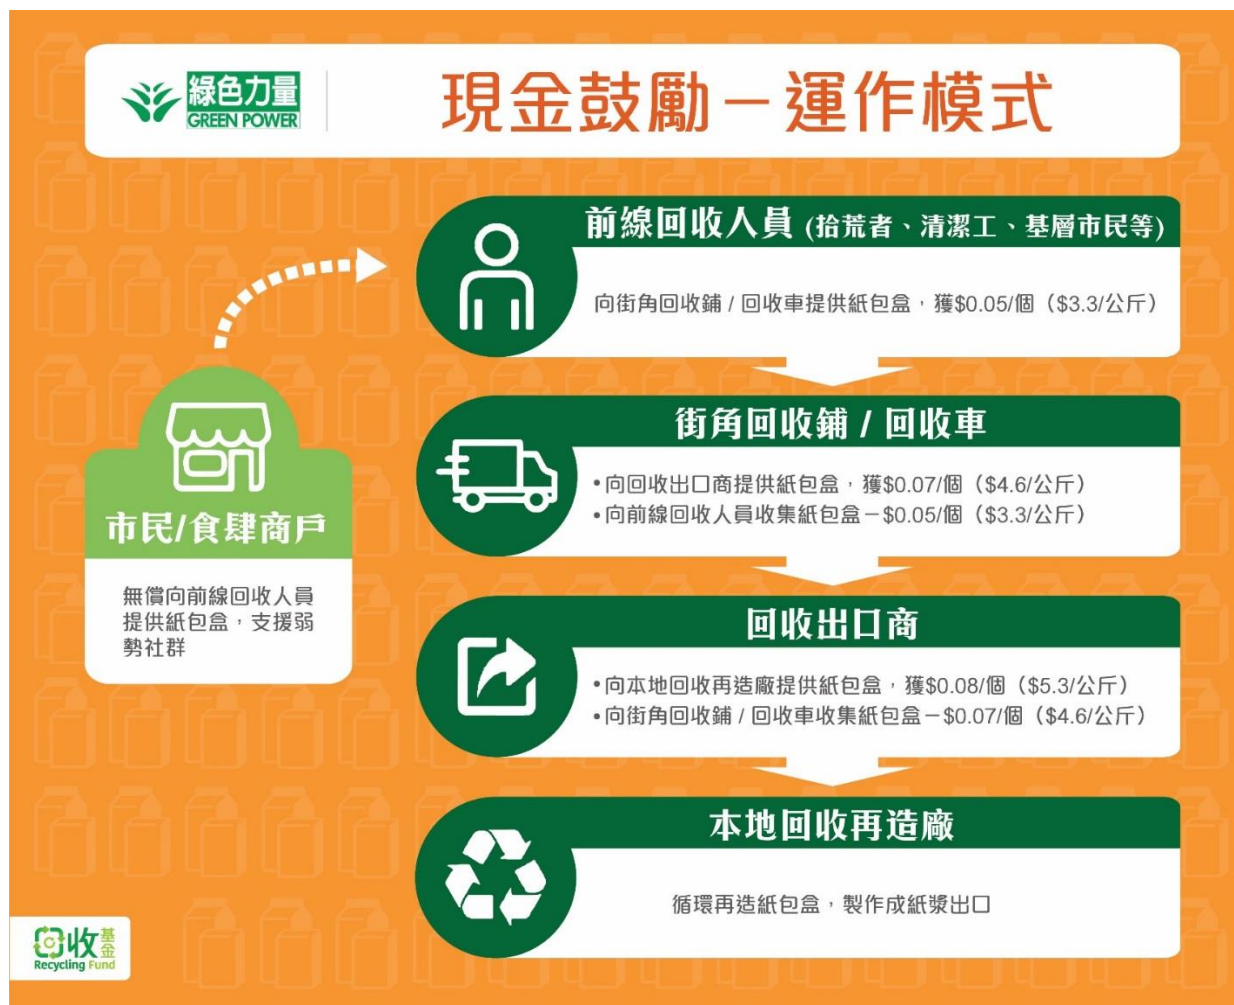 綠色力量
GREEN POWER
現金鼓勵－運作模式
前線回收人員 (拾荒者、清潔工、基層市民等)
向街角回收鋪 / 回收車提供紙包盒，獲$0.05/個（$3.3/公斤）
街角回收鋪 / 回收車
•向回收出口商提供紙包盒，獲$0.07/個（$4.6/公斤）
•向前線回收人員收集紙包盒－$0.05/個（$3.3/公斤）
市民/食肆商戶
無償向前線回收人員
提供紙包盒，支援弱
勢社群
回收出口商
•向本地回收再造廠提供紙包盒，獲$0.08/個（$5.3/公斤）
•向街角回收鋪 / 回收車收集紙包盒－$0.07/個（$4.6/公斤）
本地回收再造廠
循環再造紙包盒，製作成紙漿出口
回收基金
Recycling Fund